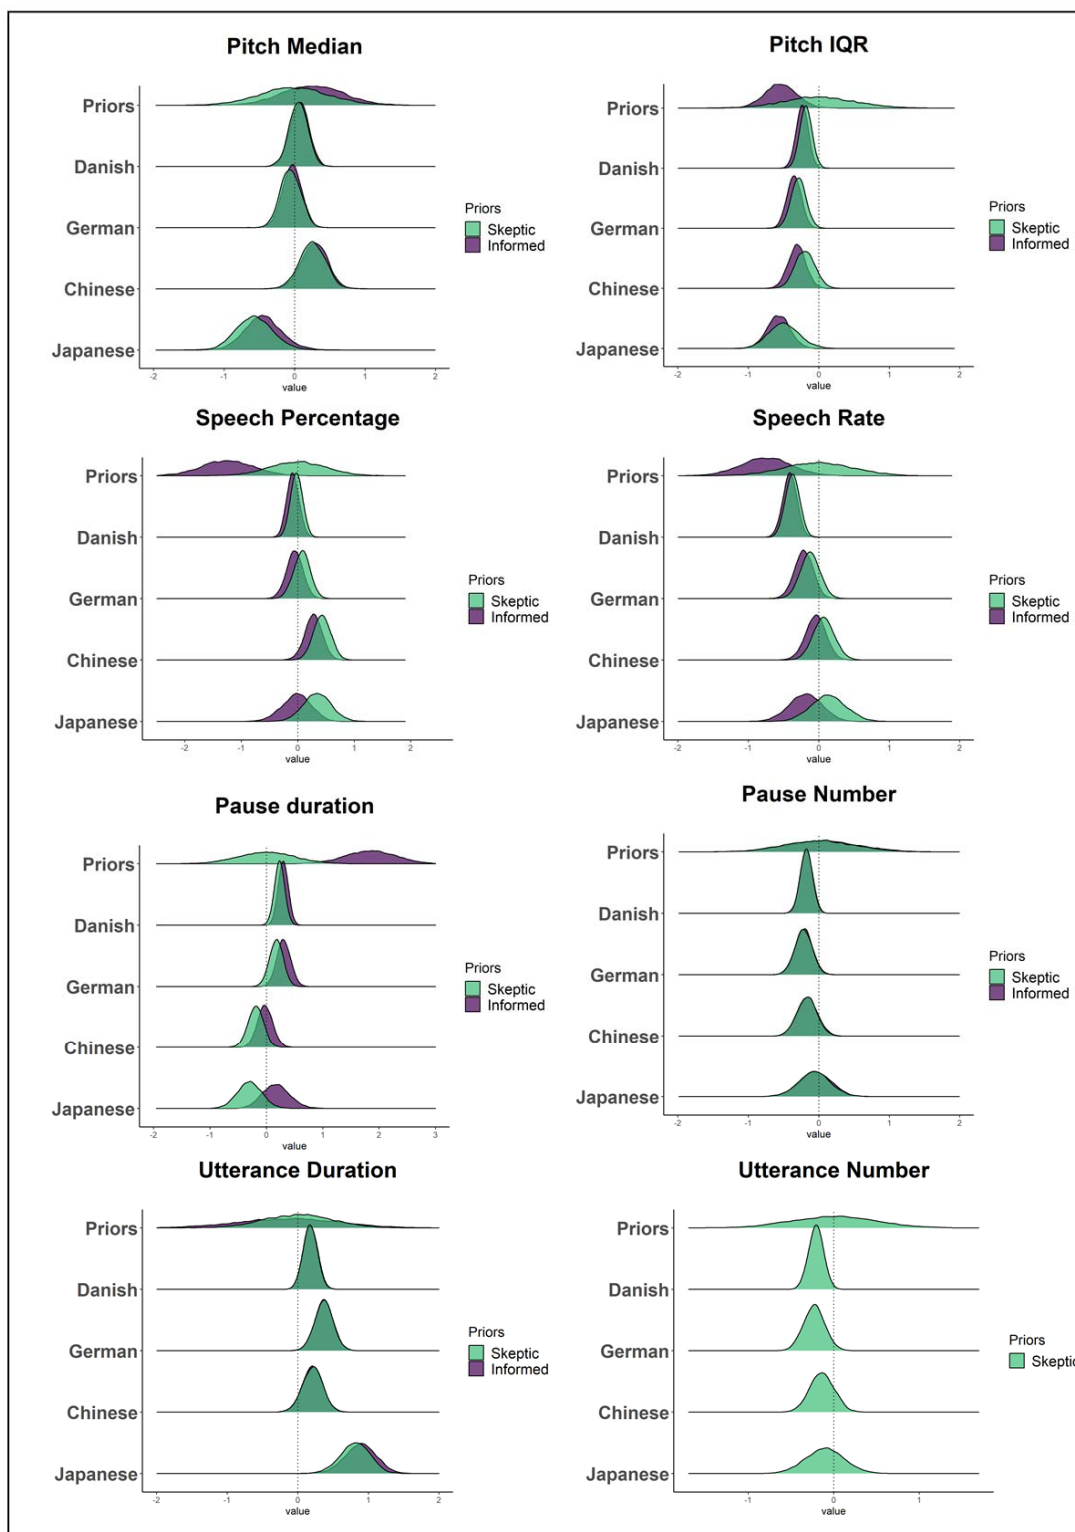 Pitch Median
Priors
Danish
German
Chinese
Japanese
-2 -1 0 1 2
value
Priors
Skeptic
Informed
Pitch IQR
Priors
Danish
German
Chinese
Japanese
-2 -1 0 1 2
value
Priors
Skeptic
Informed
Speech Percentage
Priors
Danish
German
Chinese
Japanese
-2 -1 0 1 2
value
Priors
Skeptic
Informed
Speech Rate
Priors
Danish
German
Chinese
Japanese
-2 -1 0 1 2
value
Priors
Skeptic
Informed
Pause duration
Priors
Danish
German
Chinese
Japanese
-2 -1 0 1 2 3
value
Priors
Skeptic
Informed
Pause Number
Priors
Danish
German
Chinese
Japanese
-2 -1 0 1 2
value
Priors
Skeptic
Informed
Utterance Duration
Priors
Danish
German
Chinese
Japanese
-2 -1 0 1 2
value
Priors
Skeptic
Informed
Utterance Number
Priors
Danish
German
Chinese
Japanese
-1 0 1
value
Priors
Skeptic